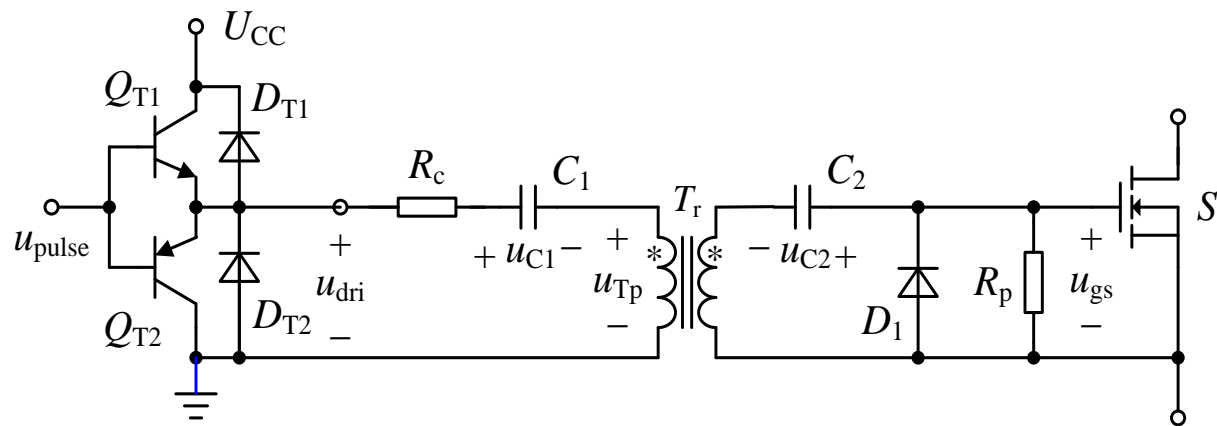 U_CC
Q_T1
D_T1
R_c
C_1
T_r
C_2
S
u_pulse
+
u_dri
−
+ u_C1 −
+
u_Tp
−
*
*
− u_C2 +
D_1
R_p
+
u_gs
−
Q_T2
D_T2